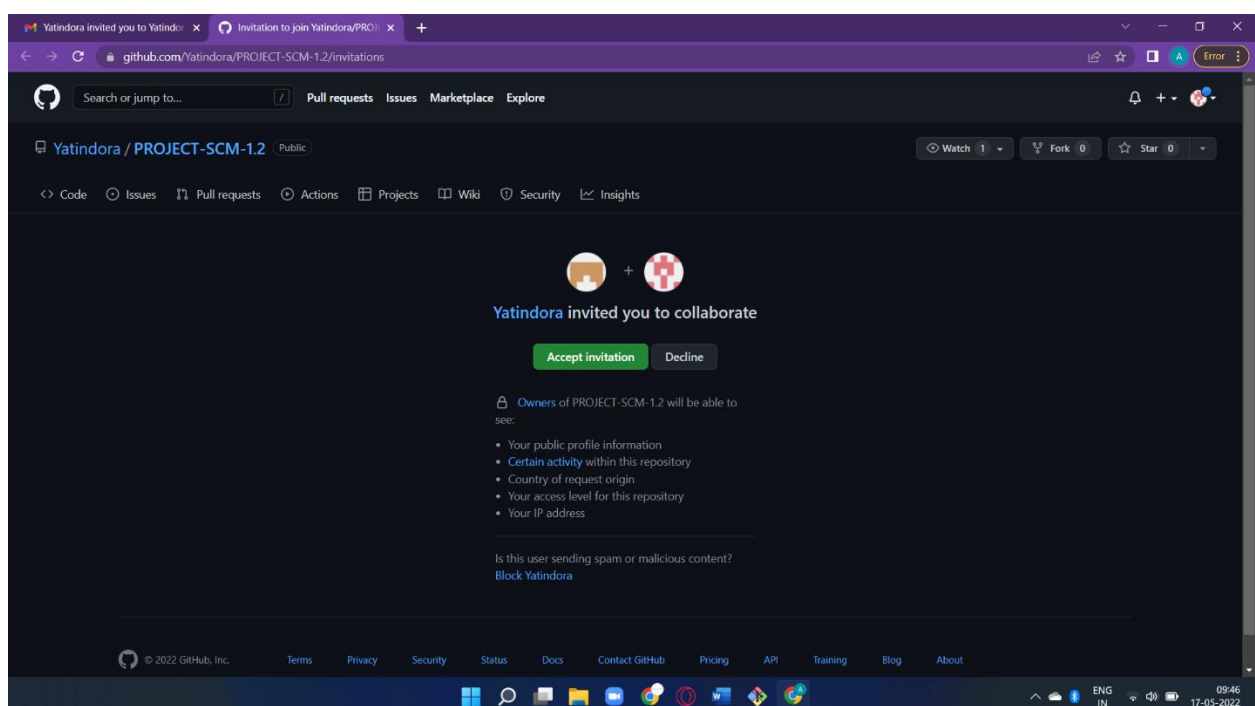 Yatindora invited you to Yatindor
Invitation to join Yatindora/PROJ
github.com/Yatindora/PROJECT-SCM-1.2/invitations
A
Error
Search or jump to...
/
Pull requests Issues Marketplace Explore
Yatindora / PROJECT-SCM-1.2 Public
Watch 1 Fork 0 Star 0
Code Issues Pull requests Actions Projects Wiki Security Insights
+
Yatindora invited you to collaborate
Accept invitation Decline
Owners of PROJECT-SCM-1.2 will be able to
see:
• Your public profile information
• Certain activity within this repository
• Country of request origin
• Your access level for this repository
• Your IP address
Is this user sending spam or malicious content?
Block Yatindora
© 2022 GitHub, Inc. Terms Privacy Security Status Docs Contact GitHub Pricing API Training Blog About
ENG
IN
09:46
17-05-2022